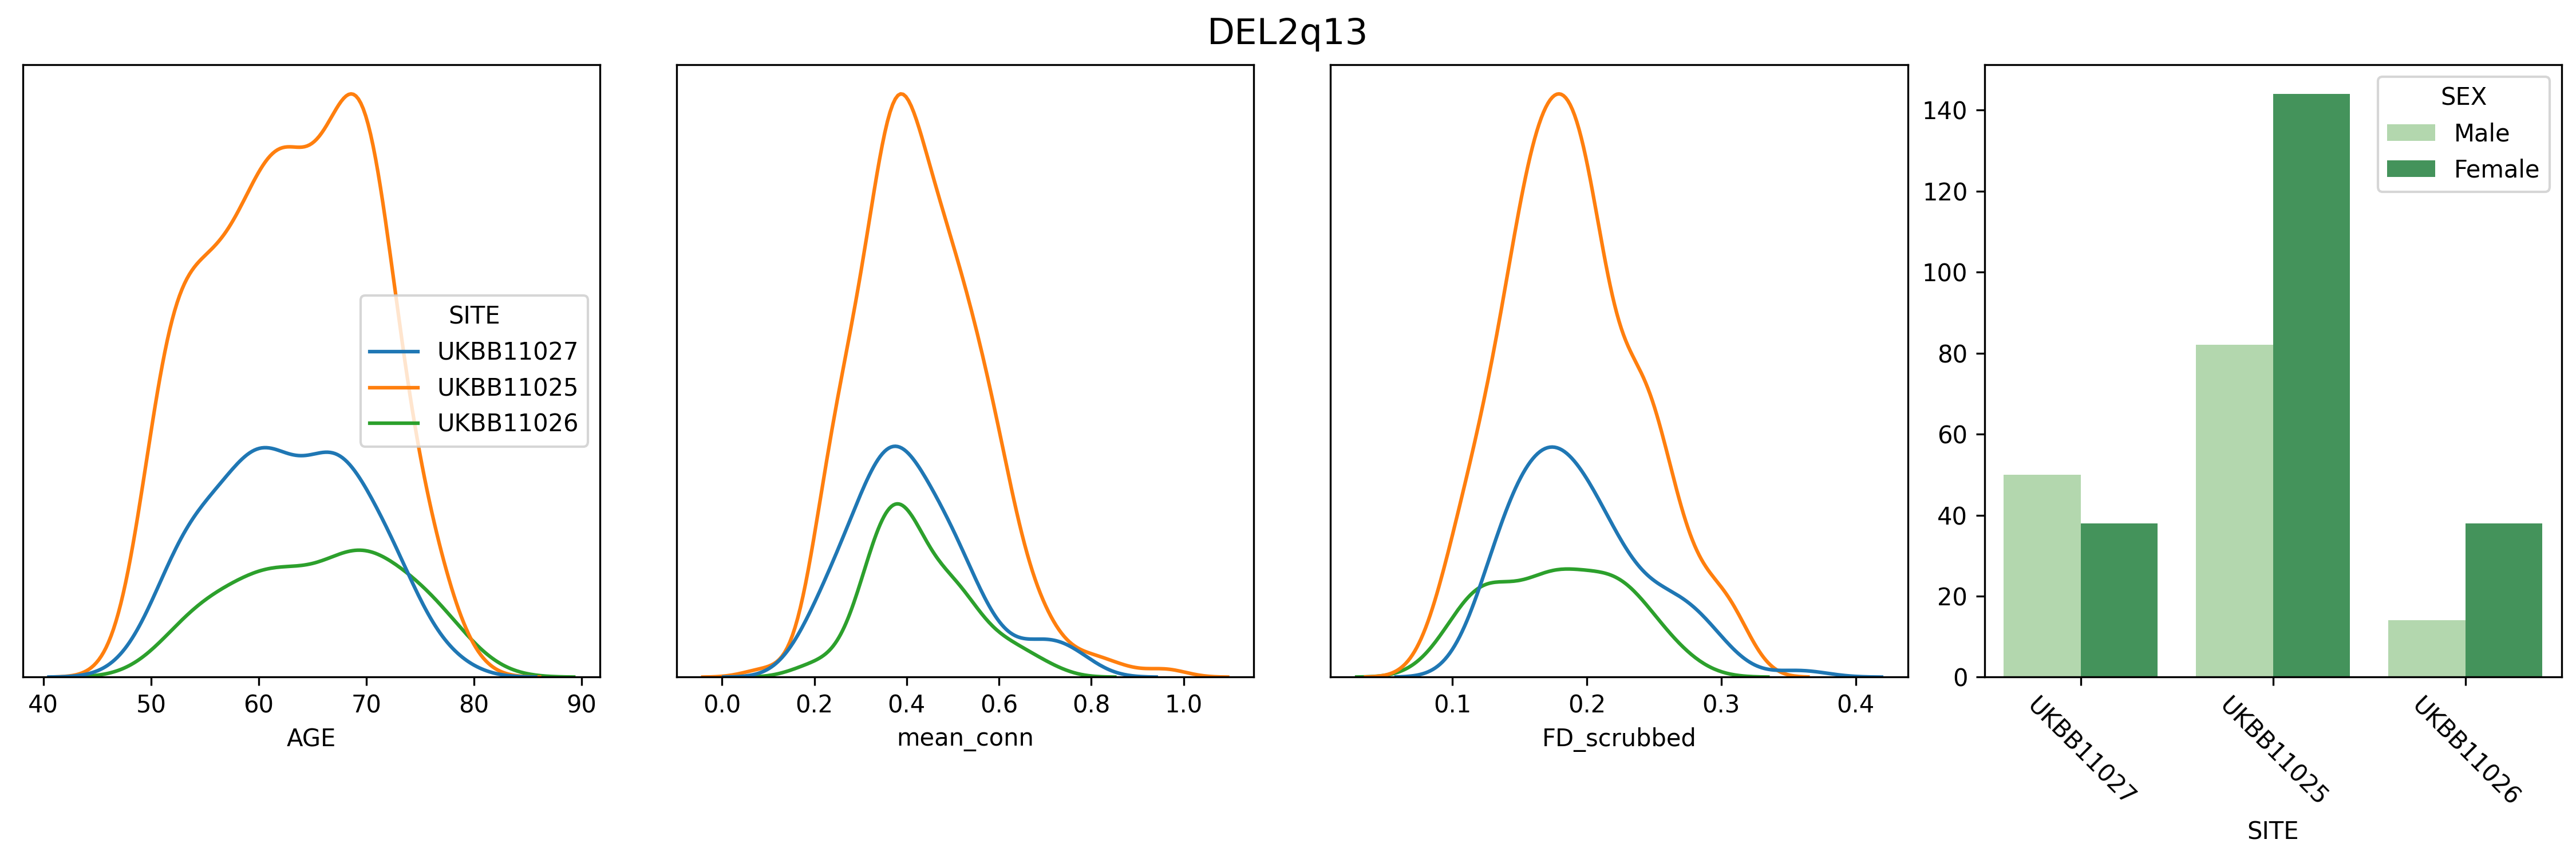 DEL2q13
SITE
UKBB11027
UKBB11025
UKBB11026
40 50 60 70 80 90
AGE
0.0 0.2 0.4 0.6 0.8 1.0
mean_conn
0.1 0.2 0.3 0.4
FD_scrubbed
SEX
Male
Female
140
120
100
80
60
40
20
0
UKBB11027 UKBB11025 UKBB11026
SITE